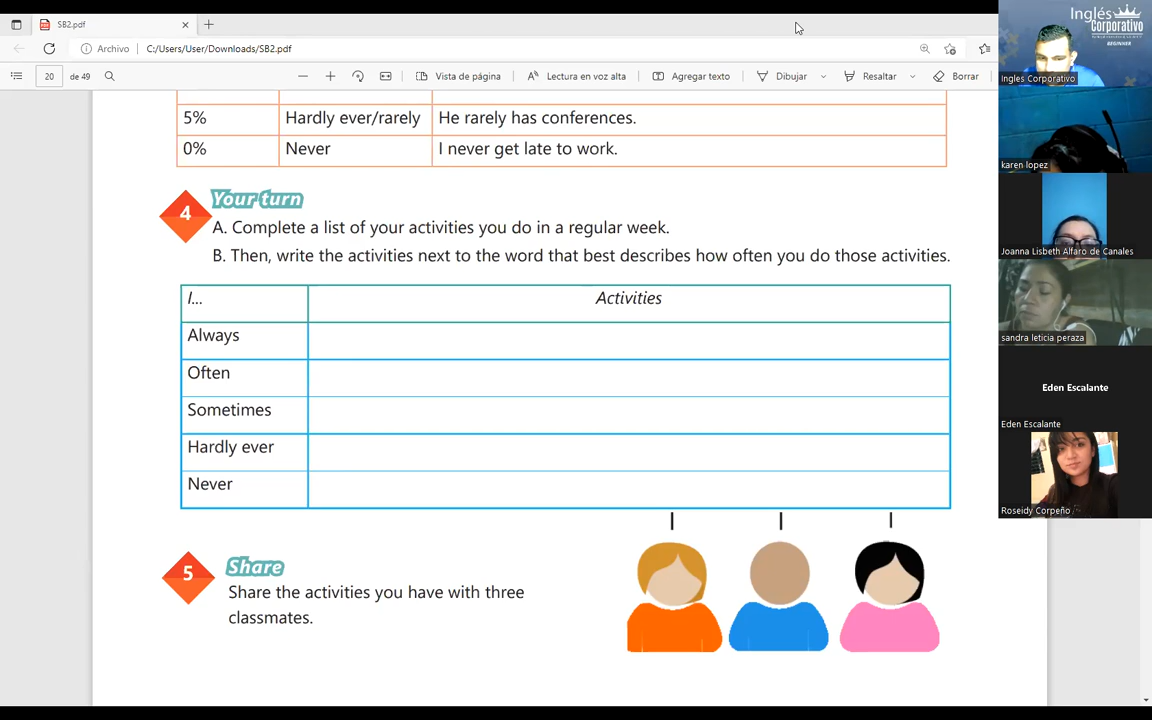 SB2.pdf
Archivo
C:/Users/User/Downloads/SB2.pdf
20
de 49
Vista de página
Lectura en voz alta
Agregar texto
Dibujar
Resaltar
Borrar
5%
Hardly ever/rarely
He rarely has conferences.
0%
Never
I never get late to work.
4
Your turn
A. Complete a list of your activities you do in a regular week.
B. Then, write the activities next to the word that best describes how often you do those activities.
I...
Activities
Always
Often
Sometimes
Hardly ever
Never
5
Share
Share the activities you have with three
classmates.
Inglés
Corporativo
BEGINNER
Ingles Corporativo
karen lopez
Joanna Lisbeth Alfaro de Canales
sandra leticia peraza
Eden Escalante
Eden Escalante
Roseidy Corpeño